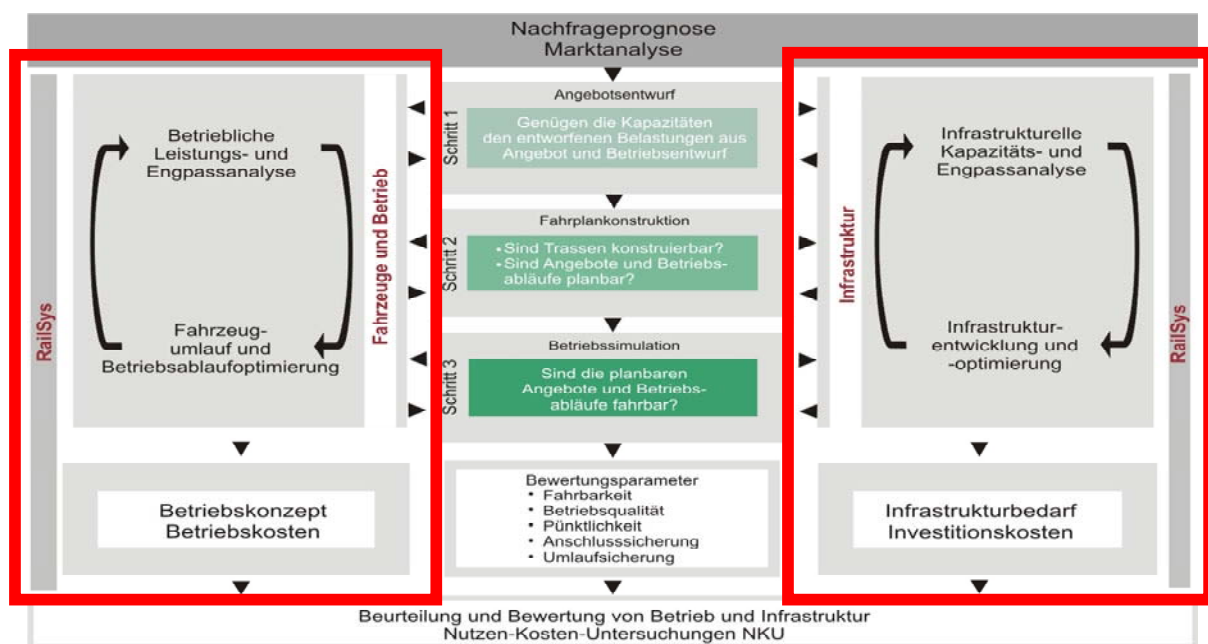 Nachfrageprognose
Marktanalyse
RailSys
Betriebliche
Leistungs- und
Engpassanalyse
Fahrzeug-
umlauf und
Betriebsablaufoptimierung
Fahrzeuge und Betrieb
Betriebskonzept
Betriebskosten
Schritt 1
Angebotsentwurf
Genügen die Kapazitäten
den entworfenen Belastungen aus
Angebot und Betriebsentwurf
Schritt 2
Fahrplankonstruktion
• Sind Trassen konstruierbar?
• Sind Angebote und Betriebs-
abläufe planbar?
Schritt 3
Betriebssimulation
Sind die planbaren
Angebote und Betriebs-
abläufe fahrbar?
Bewertungsparameter
• Fahrbarkeit
• Betriebsqualität
• Pünktlichkeit
• Anschlusssicherung
• Umlaufsicherung
Infrastruktur
Infrastrukturelle
Kapazitäts- und
Engpassanalyse
Infrastruktur-
entwicklung und
-optimierung
RailSys
Infrastrukturbedarf
Investitionskosten
Beurteilung und Bewertung von Betrieb und Infrastruktur
Nutzen-Kosten-Untersuchungen NKU